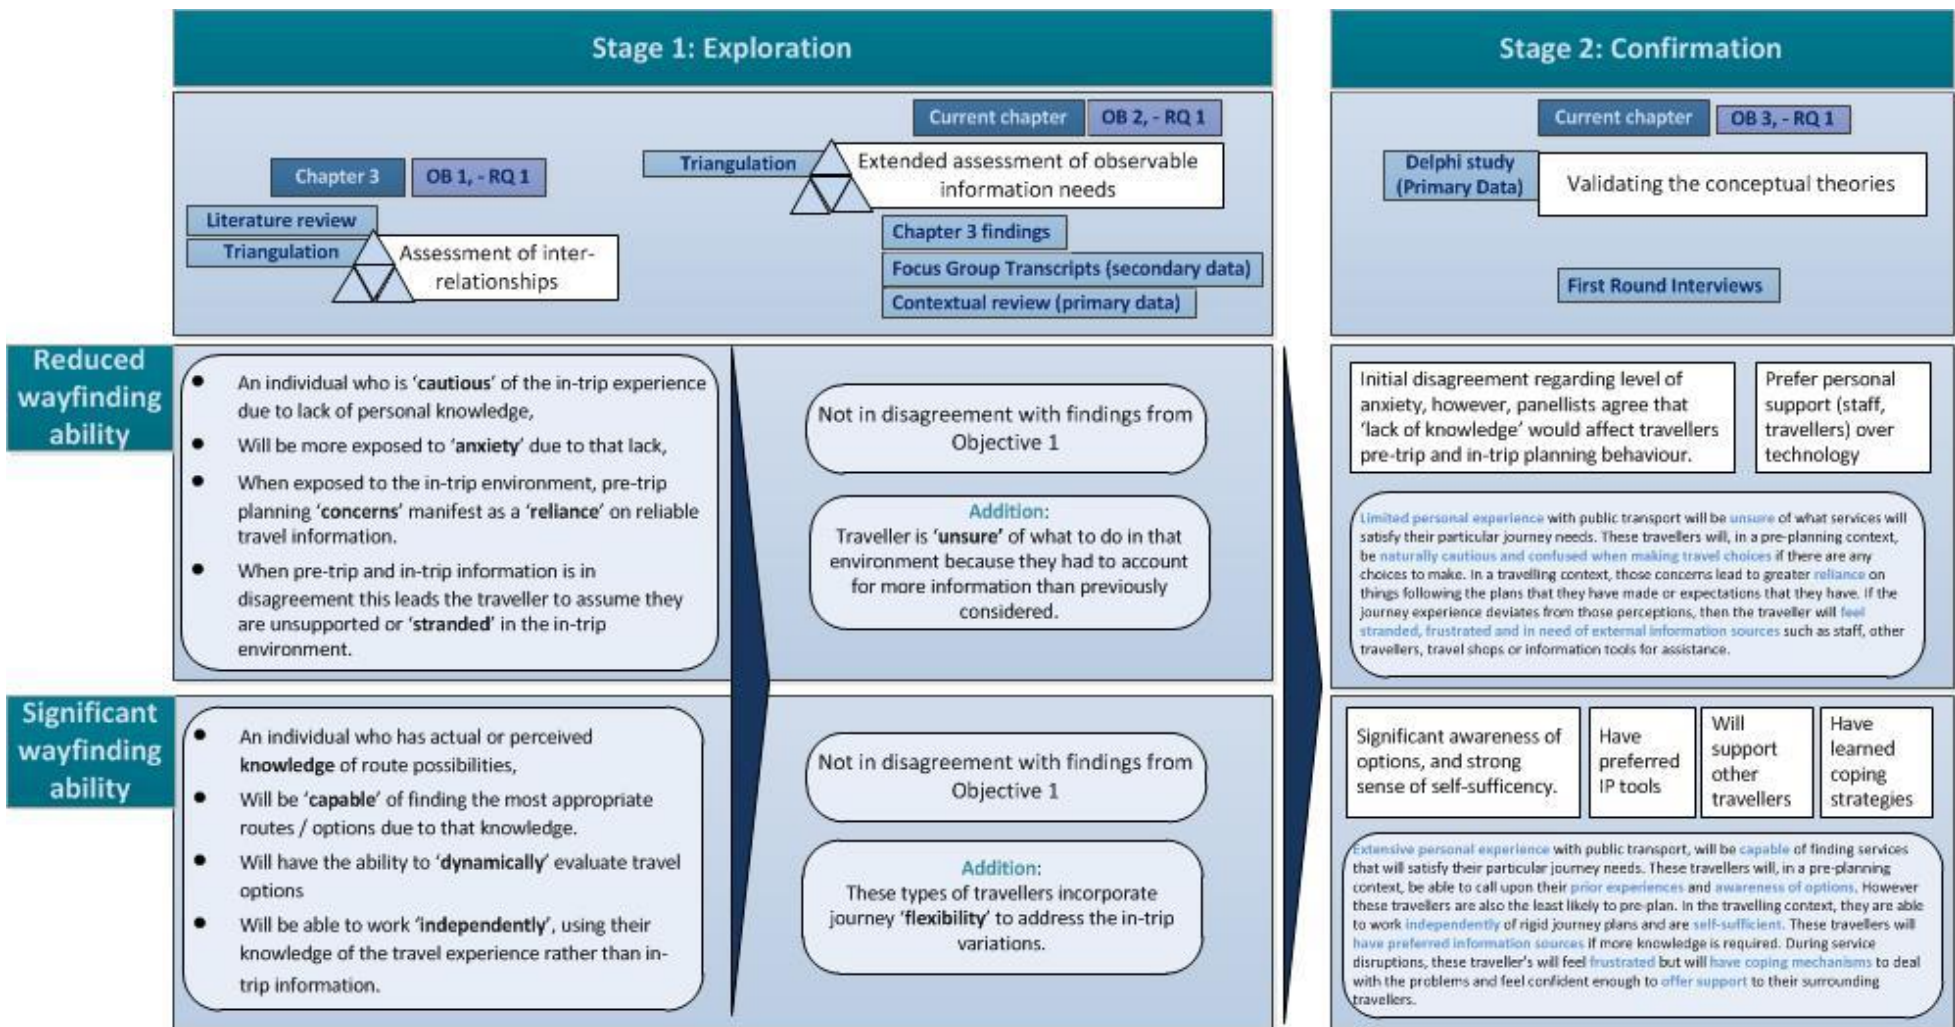 Stage 1: Exploration
Stage 2: Confirmation
Chapter 3
OB 1, - RQ 1
Literature review
Triangulation
Assessment of inter-
relationships
Current chapter
OB 2, - RQ 1
Triangulation
Extended assessment of observable
information needs
Chapter 3 findings
Focus Group Transcripts (secondary data)
Contextual review (primary data)
Current chapter
OB 3, - RQ 1
Delphi study
(Primary Data)
Validating the conceptual theories
First Round Interviews
Reduced
wayfinding
ability
● An individual who is ‘cautious’ of the in-trip experience
due to lack of personal knowledge,
● Will be more exposed to ‘anxiety’ due to that lack,
● When exposed to the in-trip environment, pre-trip
planning ‘concerns’ manifest as a ‘reliance’ on reliable
travel information.
● When pre-trip and in-trip information is in
disagreement this leads the traveller to assume they
are unsupported or ‘stranded’ in the in-trip
environment.
Not in disagreement with findings from
Objective 1
Addition:
Traveller is ‘unsure’ of what to do in that
environment because they had to account
for more information than previously
considered.
Initial disagreement regarding level of
anxiety, however, panellists agree that
‘lack of knowledge’ would affect travellers
pre-trip and in-trip planning behaviour.
Prefer personal
support (staff,
travellers) over
technology
Limited personal experience with public transport will be unsure of what services will
satisfy their particular journey needs. These travellers will, in a pre-planning context,
be naturally cautious and confused when making travel choices if there are any
choices to make. In a travelling context, those concerns lead to greater reliance on
things following the plans that they have made or expectations that they have. If the
journey experience deviates from those perceptions, then the traveller will feel
stranded, frustrated and in need of external information sources such as staff, other
travellers, travel shops or information tools for assistance.
Significant
wayfinding
ability
● An individual who has actual or perceived
knowledge of route possibilities,
● Will be ‘capable’ of finding the most appropriate
routes / options due to that knowledge.
● Will have the ability to ‘dynamically’ evaluate travel
options
● Will be able to work ‘independently’, using their
knowledge of the travel experience rather than in-
trip information.
Not in disagreement with findings from
Objective 1
Addition:
These types of travellers incorporate
journey ‘flexibility’ to address the in-trip
variations.
Significant awareness of
options, and strong
sense of self-sufficency.
Have
preferred
IP tools
Will
support
other
travellers
Have
learned
coping
strategies
Extensive personal experience with public transport, will be capable of finding services
that will satisfy their particular journey needs. These travellers will, in a pre-planning
context, be able to call upon their prior experiences and awareness of options. However
these travellers are also the least likely to pre-plan. In the travelling context, they are able
to work independently of rigid journey plans and are self-sufficient. These travellers will
have preferred information sources if more knowledge is required. During service
disruptions, these traveller's will feel frustrated but will have coping mechanisms to deal
with the problems and feel confident enough to offer support to their surrounding
travellers.